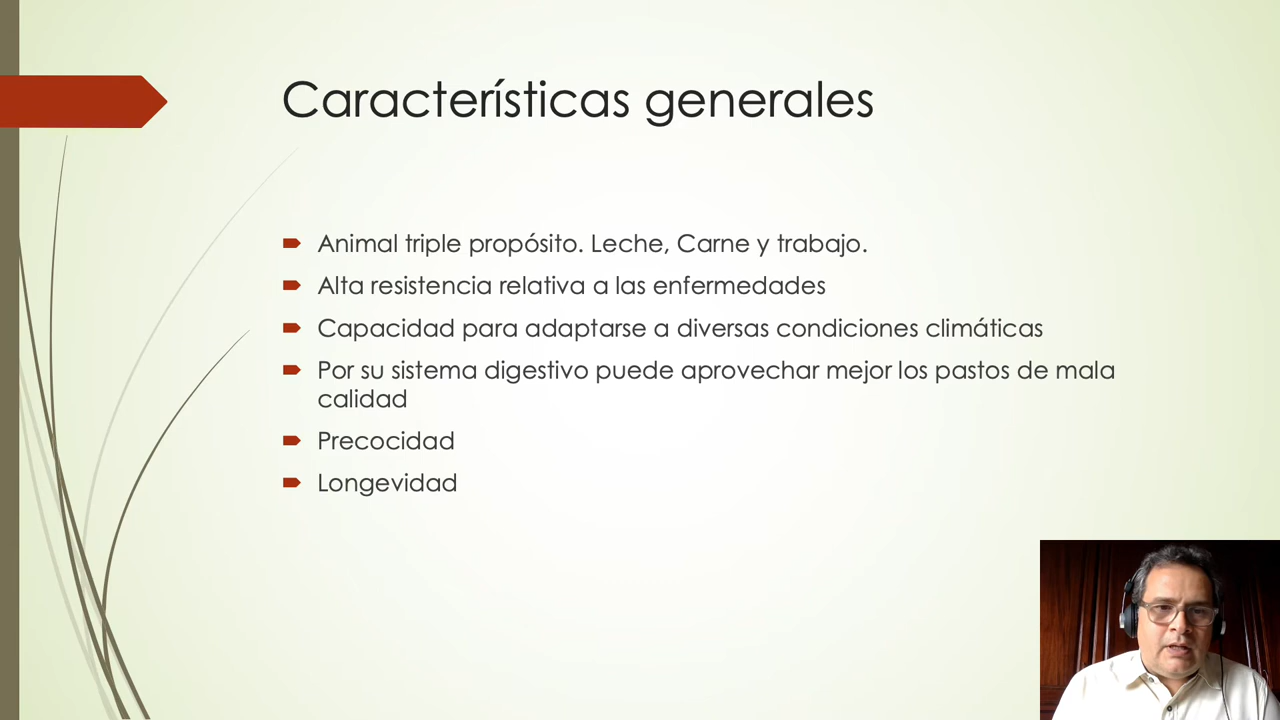 Características generales
Animal triple propósito. Leche, Carne y trabajo.
Alta resistencia relativa a las enfermedades
Capacidad para adaptarse a diversas condiciones climáticas
Por su sistema digestivo puede aprovechar mejor los pastos de mala
calidad
Precocidad
Longevidad